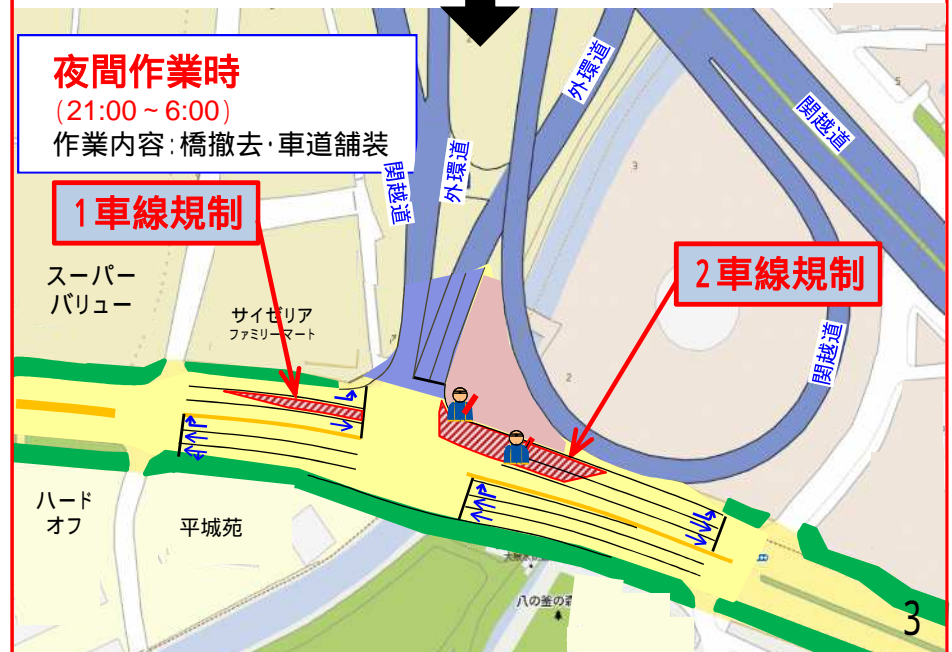 夜間作業時
(21:00~6:00)
作業内容:橋撤去･車道舗装
関越道
外環道
外環道
関越道
関越道
1車線規制
2車線規制
スーパー
バリュー
サイゼリア
ファミリーマート
ハード
オフ
平城苑
八の釜の
5
3
2
3